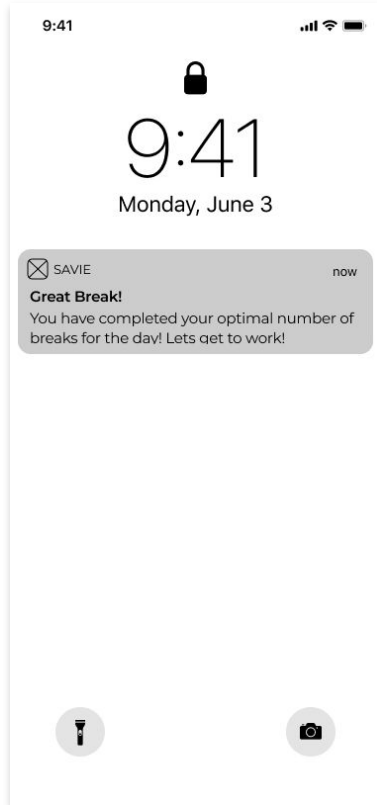 9:41
9:41
Monday, June 3
SAVIE
now
Great Break!
You have completed your optimal number of
breaks for the day! Lets get to work!